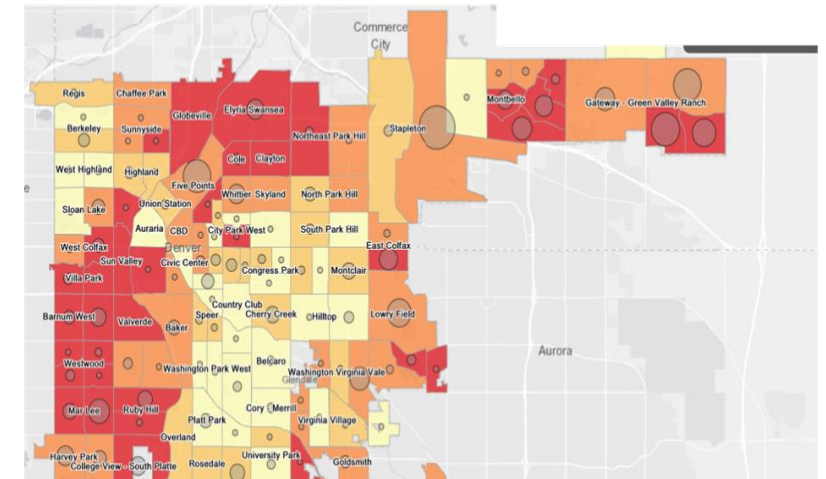 Commerce
City
Regis
Chaffee Park
Globeville
Elyria Swansea
Montbello
Gateway - Green Valley Ranch
Berkeley
Sunnyside
Northeast Park Hill
Stapleton
Cole
Clayton
West Highland
Highland
Five Points
Whittier
Skyland
North Park Hill
Sloan Lake
Union Station
Auraria
CBD
City Park West
South Park Hill
West Colfax
Denver
East Colfax
Sun Valley
Civic Center
Congress Park
Montclair
Villa Park
Country Club
Barnum West
Valverde
Speer
Cherry Creek
Hilltop
Lowry Field
Baker
Aurora
Westwood
Washington Park West
Belcaro
Washington Virginia Vale
Glendale
Mar Lee
Ruby Hill
Platt Park
Cory - Merrill
Virginia Village
Overland
Harvey Park
College View - South Platte
Rosedale
University Park
Goldsmith